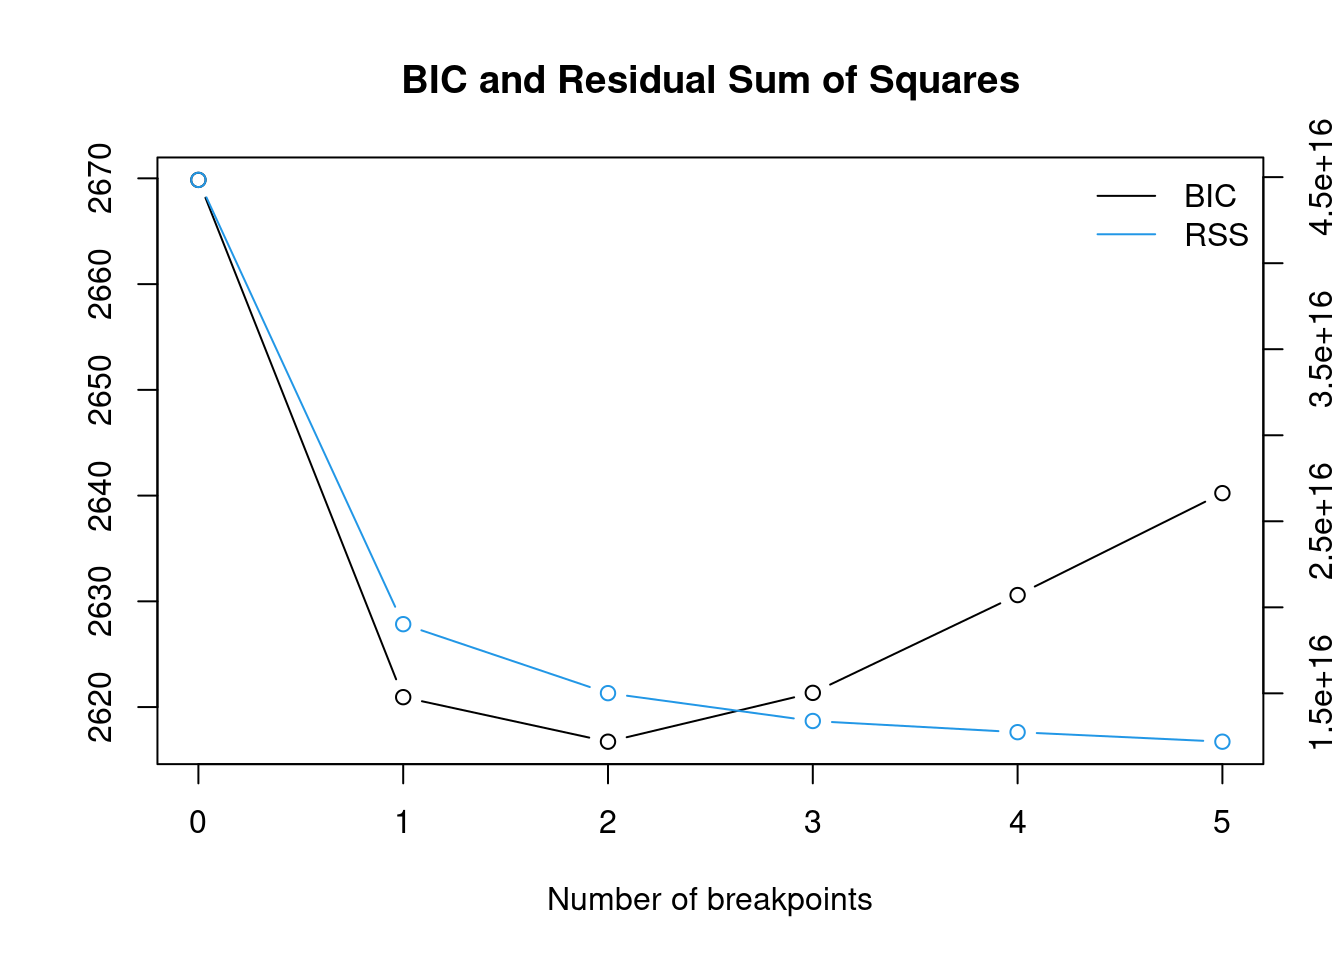 BIC and Residual Sum of Squares
2670
2660
2650
2640
2630
2620
4.5e+16
3.5e+16
2.5e+16
1.5e+16
BIC
RSS
0 1 2 3 4 5
Number of breakpoints